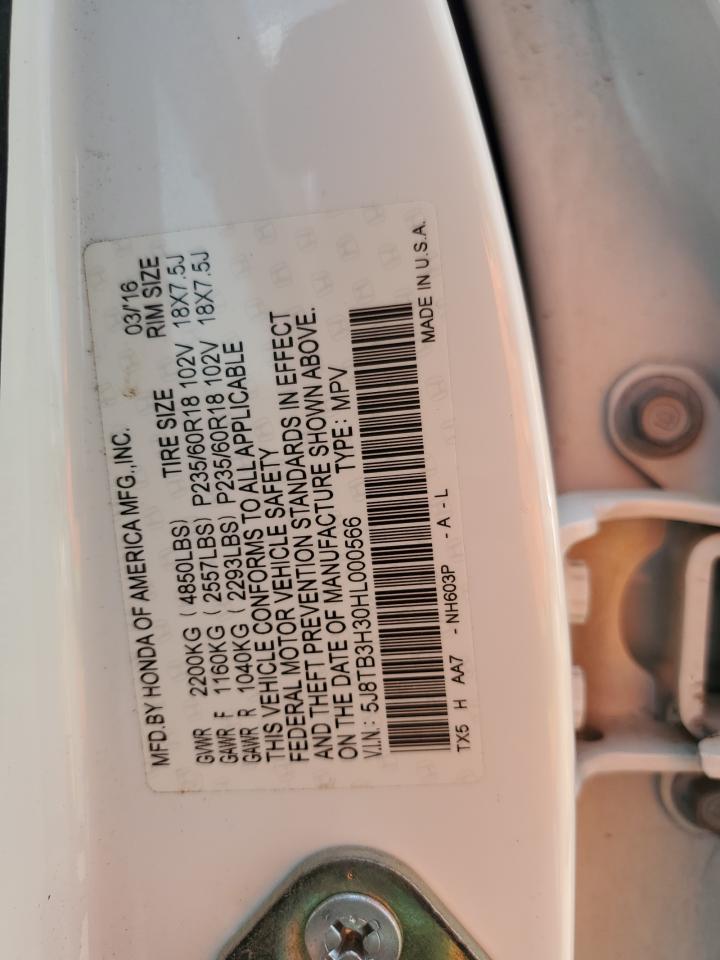 MFD.BY HONDA OF AMERICA MFG.,INC. 03/'16
TIRE SIZE RIM SIZE
GVWR 2200KG (4850LBS)
GAWR F 1160KG (2557LBS) P235/60R18 102V 18X7.5J
GAWR R 1040KG (2293LBS) P235/60R18 102V 18X7.5J
THIS VEHICLE CONFORMS TO ALL APPLICABLE
FEDERAL MOTOR VEHICLE SAFETY
AND THEFT PREVENTION STANDARDS IN EFFECT
ON THE DATE OF MANUFACTURE SHOWN ABOVE.
V.I.N.: 5J8TB3H30HL000566 TYPE: MPV
TX5 H AA7 -NH603P -A-L MADE IN U.S.A.